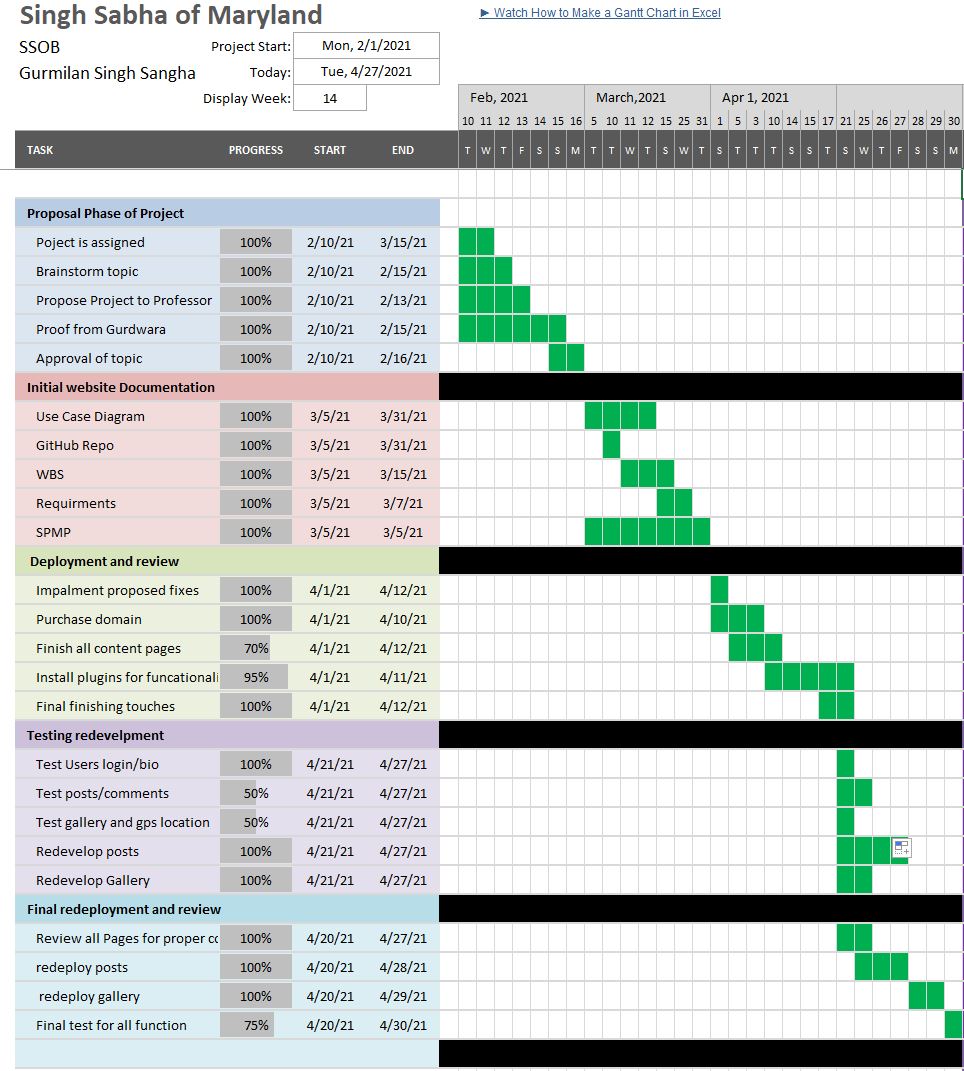 Singh Sabha of Maryland
► Watch How to Make a Gantt Chart in Excel
SSOB Project Start: Mon, 2/1/2021
Gurmilan Singh Sangha Today: Tue, 4/27/2021
Display Week: 14
Feb, 2021 March,2021 Apr 1, 2021
10 11 12 13 14 15 16 5 10 11 12 15 25 31 1 5 3 10 14 15 17 21 25 26 27 28 29 30
TASK PROGRESS START END T W T F S S M T T W T S W T S T T T S S T S W T F S S M
Proposal Phase of Project
Poject is assigned 100% 2/10/21 3/15/21
Brainstorm topic 100% 2/10/21 2/15/21
Propose Project to Professor 100% 2/10/21 2/13/21
Proof from Gurdwara 100% 2/10/21 2/15/21
Approval of topic 100% 2/10/21 2/16/21
Initial website Documentation
Use Case Diagram 100% 3/5/21 3/31/21
GitHub Repo 100% 3/5/21 3/31/21
WBS 100% 3/5/21 3/15/21
Requirments 100% 3/5/21 3/7/21
SPMP 100% 3/5/21 3/5/21
Deployment and review
Impalment proposed fixes 100% 4/1/21 4/12/21
Purchase domain 100% 4/1/21 4/10/21
Finish all content pages 70% 4/1/21 4/12/21
Install plugins for funcationali 95% 4/1/21 4/11/21
Final finishing touches 100% 4/1/21 4/12/21
Testing redevelpment
Test Users login/bio 100% 4/21/21 4/27/21
Test posts/comments 50% 4/21/21 4/27/21
Test gallery and gps location 50% 4/21/21 4/27/21
Redevelop posts 100% 4/21/21 4/27/21
Redevelop Gallery 100% 4/21/21 4/27/21
Final redeployment and review
Review all Pages for proper cc 100% 4/20/21 4/27/21
redeploy posts 100% 4/20/21 4/28/21
redeploy gallery 100% 4/20/21 4/29/21
Final test for all function 75% 4/20/21 4/30/21